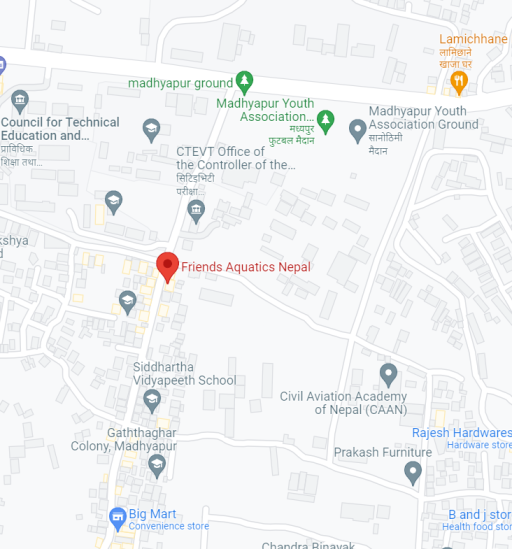 Lamichhane
लामिछाने
खाजा घर
madhyapur ground
Madhyapur Youth
Association...
मध्यपुर
फुटबल मैदान
Madhyapur Youth
Association Ground
सानोठिमी
मैदान
Council for Technical
Education and...
प्राविधिक
शिक्षा तथा...
CTEVT Office of
the Controller of the...
सिटिइभिटी
परीक्षा...
kshya
d
Friends Aquatics Nepal
Siddhartha
Vidyapeeth School
Civil Aviation Academy
of Nepal (CAAN)
Gaththaghar
Colony, Madhyapur
Rajesh Hardwares
Hardware store
Prakash Furniture
Big Mart
Convenience store
B and j stor
Health food stor
Chandra Binayak